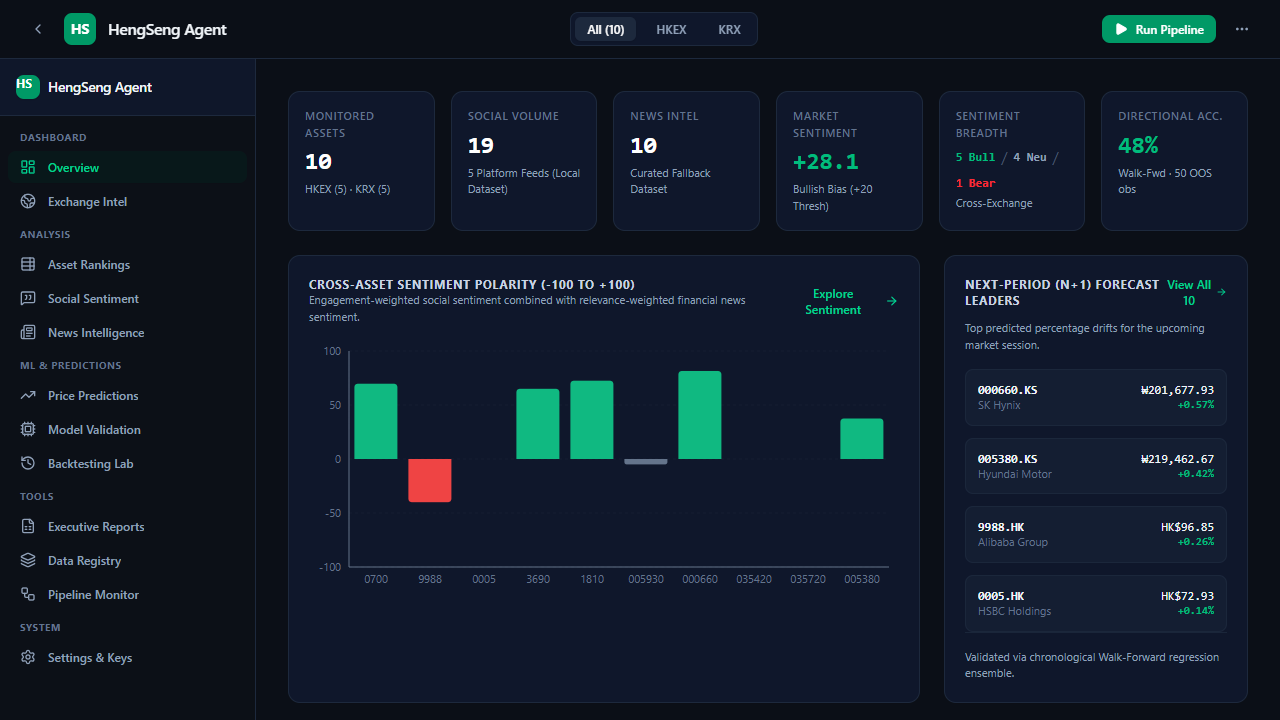 HS HengSeng Agent
All (10) HKEX KRX
Run Pipeline
HS HengSeng Agent
DASHBOARD
Overview
Exchange Intel
ANALYSIS
Asset Rankings
Social Sentiment
News Intelligence
ML & PREDICTIONS
Price Predictions
Model Validation
Backtesting Lab
TOOLS
Executive Reports
Data Registry
Pipeline Monitor
SYSTEM
Settings & Keys
MONITORED
ASSETS
10
HKEX (5) · KRX (5)
SOCIAL VOLUME
19
5 Platform Feeds (Local
Dataset)
NEWS INTEL
10
Curated Fallback
Dataset
MARKET
SENTIMENT
+28.1
Bullish Bias (+20
Thresh)
SENTIMENT
BREADTH
5 Bull / 4 Neu /
1 Bear
Cross-Exchange
DIRECTIONAL ACC.
48%
Walk-Fwd · 50 OOS
obs
CROSS-ASSET SENTIMENT POLARITY (-100 TO +100)
Engagement-weighted social sentiment combined with relevance-weighted financial news
sentiment.
Explore
Sentiment
100
50
0
-50
-100
0700 9988 0005 3690 1810 005930 000660 035420 035720 005380
NEXT-PERIOD (N+1) FORECAST
LEADERS
View All
10
Top predicted percentage drifts for the upcoming
market session.
000660.KS ₩201,677.93
SK Hynix +0.57%
005380.KS ₩219,462.67
Hyundai Motor +0.42%
9988.HK HK$96.85
Alibaba Group +0.26%
0005.HK HK$72.93
HSBC Holdings +0.14%
Validated via chronological Walk-Forward regression
ensemble.